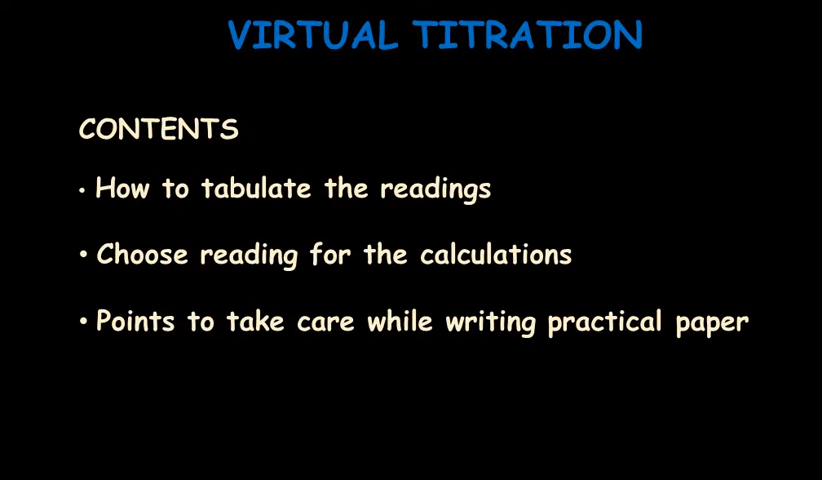 VIRTUAL TITRATION
CONTENTS
• How to tabulate the readings
• Choose reading for the calculations
• Points to take care while writing practical paper